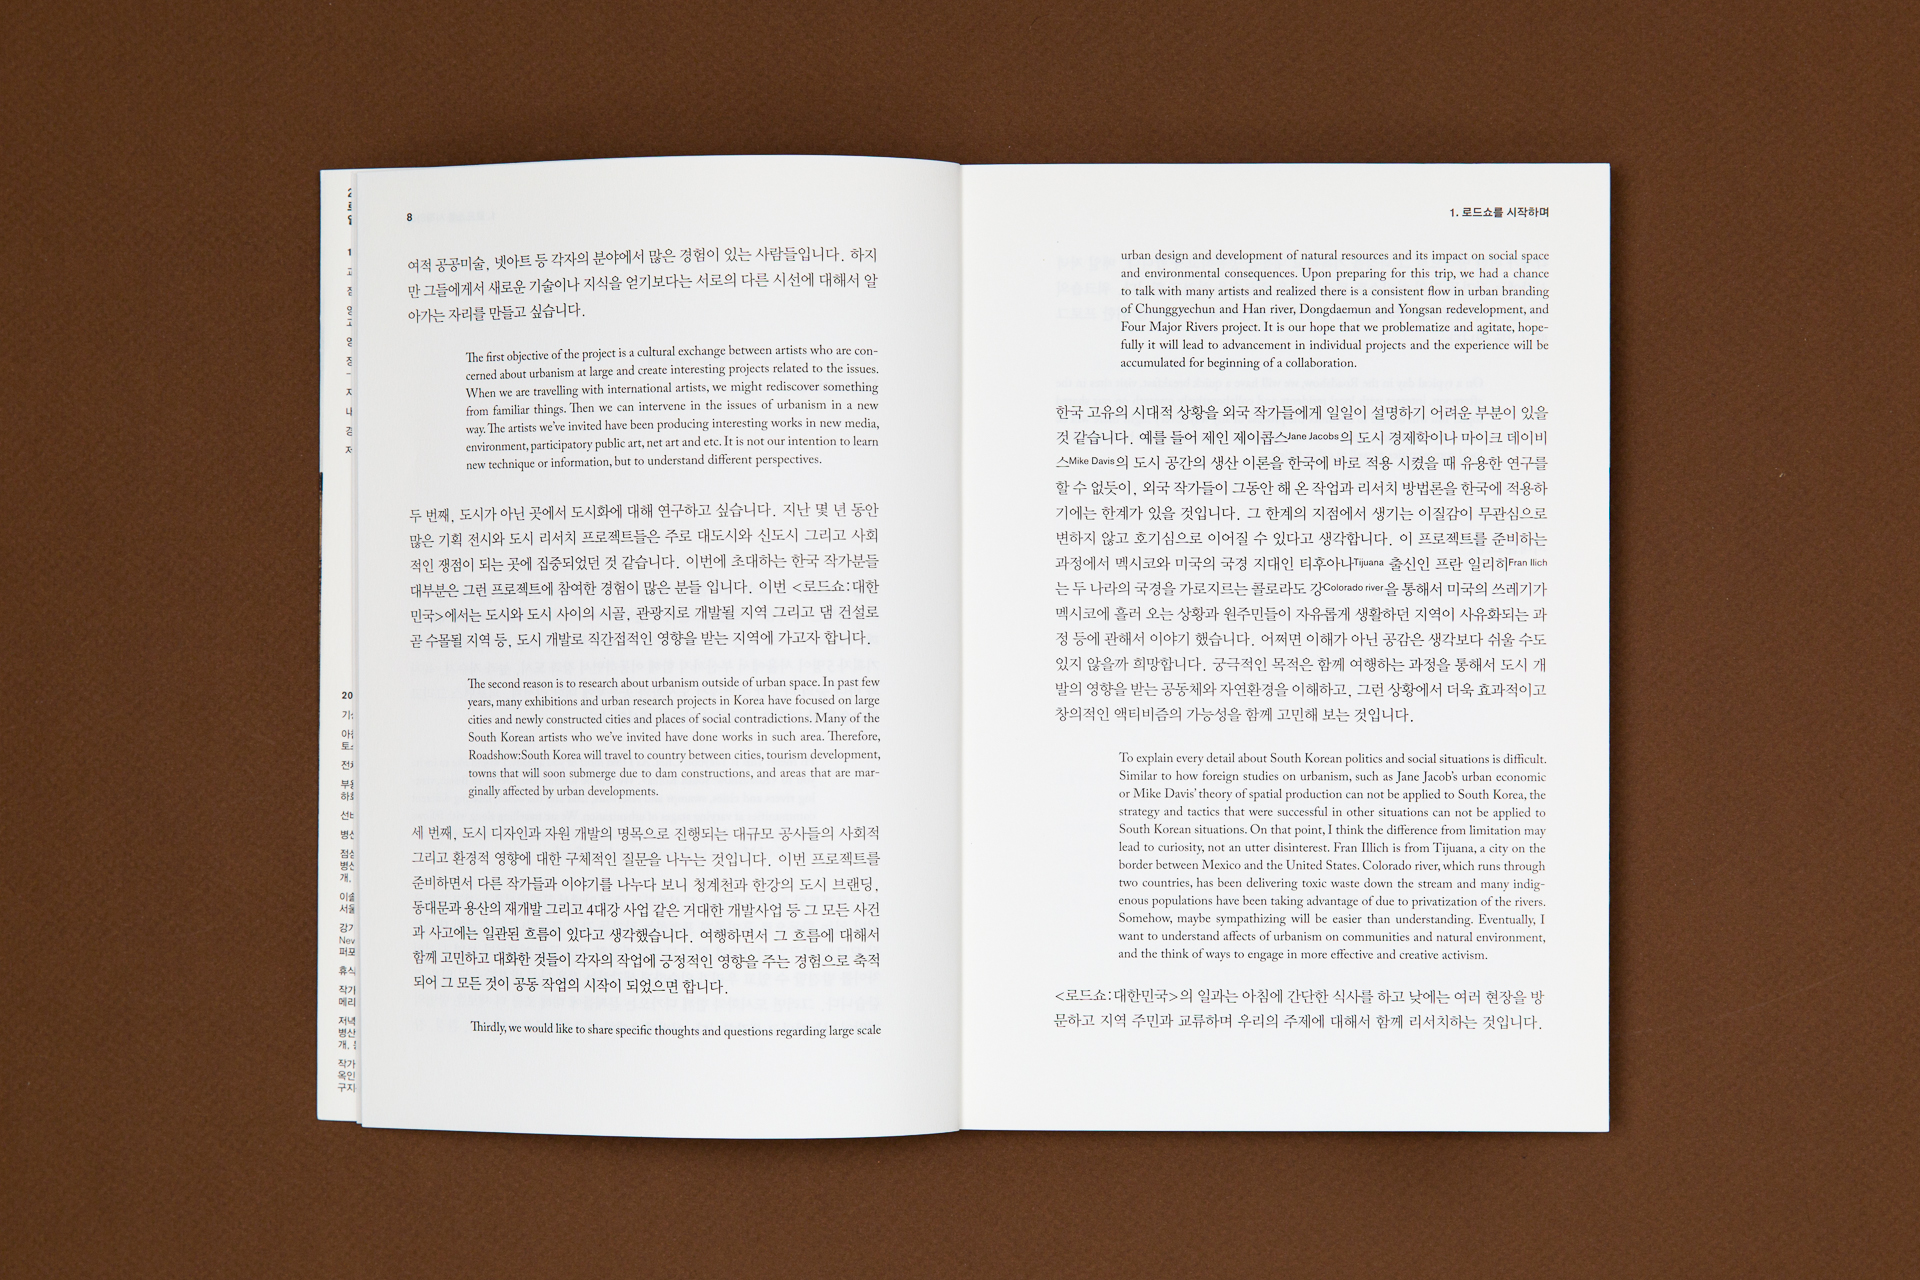 8
여적 공공미술, 넷아트 등 각자의 분야에서 많은 경험이 있는 사람들입니다. 하지
만 그들에게서 새로운 기술이나 지식을 얻기보다는 서로의 다른 시선에 대해서 알
아가는 자리를 만들고 싶습니다.
The first objective of the project is a cultural exchange between artists who are con-
cerned about urbanism at large and create interesting projects related to the issues.
When we are travelling with international artists, we might rediscover something
from familiar things. Then we can intervene in the issues of urbanism in a new
way. The artists we've invited have been producing interesting works in new media,
environment, participatory public art, net art and etc. It is not our intention to learn
new technique or information, but to understand different perspectives.
두 번째, 도시가 아닌 곳에서 도시화에 대해 연구하고 싶습니다. 지난 몇 년 동안
많은 기획 전시와 도시 리서치 프로젝트들은 주로 대도시와 신도시 그리고 사회
적인 쟁점이 되는 곳에 집중되었던 것 같습니다. 이번에 초대하는 한국 작가분들
대부분은 그런 프로젝트에 참여한 경험이 많은 분들 입니다. 이번 <로드쇼: 대한
민국>에서는 도시와 도시 사이의 시골, 관광지로 개발될 지역 그리고 댐 건설로
곧 수몰될 지역 등, 도시 개발로 직간접적인 영향을 받는 지역에 가고자 합니다.
The second reason is to research about urbanism outside of urban space. In past few
years, many exhibitions and urban research projects in Korea have focused on large
cities and newly constructed cities and places of social contradictions. Many of the
South Korean artists who we've invited have done works in such area. Therefore,
Roadshow:South Korea will travel to country between cities, tourism development,
towns that will soon submerge due to dam constructions, and areas that are mar-
ginally affected by urban developments.
세 번째, 도시 디자인과 자원 개발의 명목으로 진행되는 대규모 공사들의 사회적
그리고 환경적 영향에 대한 구체적인 질문을 나누는 것입니다. 이번 프로젝트를
준비하면서 다른 작가들과 이야기를 나누다 보니 청계천과 한강의 도시 브랜딩,
동대문과 용산의 재개발 그리고 4대강 사업 같은 거대한 개발사업 등 그 모든 사건
과 사고에는 일관된 흐름이 있다고 생각했습니다. 여행하면서 그 흐름에 대해서
함께 고민하고 대화한 것들이 각자의 작업에 긍정적인 영향을 주는 경험으로 축적
되어 그 모든 것이 공동 작업의 시작이 되었으면 합니다.
Thirdly, we would like to share specific thoughts and questions regarding large scale
1. 로드쇼를 시작하며
urban design and development of natural resources and its impact on social space
and environmental consequences. Upon preparing for this trip, we had a chance
to talk with many artists and realized there is a consistent flow in urban branding
of Chunggyechun and Han river, Dongdaemun and Yongsan redevelopment, and
Four Major Rivers project. It is our hope that we problematize and agitate, hope-
fully it will lead to advancement in individual projects and the experience will be
accumulated for beginning of a collaboration.
한국 고유의 시대적 상황을 외국 작가들에게 일일이 설명하기 어려운 부분이 있을
것 같습니다. 예를 들어 제인 제이콥스Jane Jacobs의 도시 경제학이나 마이크 데이비
스Mike Davis의 도시 공간의 생산 이론을 한국에 바로 적용 시켰을 때 유용한 연구를
할 수 없듯이, 외국 작가들이 그동안 해 온 작업과 리서치 방법론을 한국에 적용하
기에는 한계가 있을 것입니다. 그 한계의 지점에서 생기는 이질감이 무관심으로
변하지 않고 호기심으로 이어질 수 있다고 생각합니다. 이 프로젝트를 준비하는
과정에서 멕시코와 미국의 국경 지대인 티후아나Tijuana 출신인 프란 일리히Fran Ilich
는 두 나라의 국경을 가로지르는 콜로라도 강Colorado river을 통해서 미국의 쓰레기가
멕시코에 흘러 오는 상황과 원주민들이 자유롭게 생활하던 지역이 사유화되는 과
정 등에 관해서 이야기 했습니다. 어쩌면 이해가 아닌 공감은 생각보다 쉬울 수도
있지 않을까 희망합니다. 궁극적인 목적은 함께 여행하는 과정을 통해서 도시 개
발의 영향을 받는 공동체와 자연환경을 이해하고, 그런 상황에서 더욱 효과적이고
창의적인 액티비즘의 가능성을 함께 고민해 보는 것입니다.
To explain every detail about South Korean politics and social situations is difficult.
Similar to how foreign studies on urbanism, such as Jane Jacob's urban economic
or Mike Davis' theory of spatial production can not be applied to South Korea, the
strategy and tactics that were successful in other situations can not be applied to
South Korean situations. On that point, I think the difference from limitation may
lead to curiosity, not an utter disinterest. Fran Illich is from Tijuana, a city on the
border between Mexico and the United States. Colorado river, which runs through
two countries, has been delivering toxic waste down the stream and many indig-
enous populations have been taking advantage of due to privatization of the rivers.
Somehow, maybe sympathizing will be easier than understanding. Eventually, I
want to understand affects of urbanism on communities and natural environment,
and the think of ways to engage in more effective and creative activism.
<로드쇼: 대한민국>의 일과는 아침에 간단한 식사를 하고 낮에는 여러 현장을 방
문하고 지역 주민과 교류하며 우리의 주제에 대해서 함께 리서치하는 것입니다.